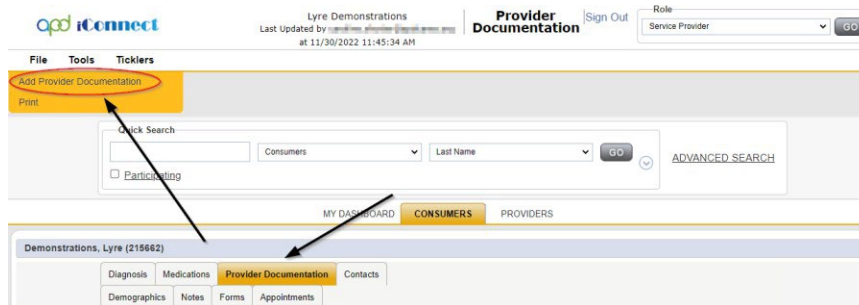 apd iConnect
Lyre Demonstrations
Last Updated by
at 11/30/2022 11:45:34 AM
Provider
Documentation
Sign Out
Role
Service Provider
GO
File Tools Ticklers
Add Provider Documentation
Print
Quick Search
Consumers Last Name GO ADVANCED SEARCH
Participating
MY DASHBOARD CONSUMERS PROVIDERS
Demonstrations, Lyre (215662)
Diagnosis Medications Provider Documentation Contacts
Demographics Notes Forms Appointments